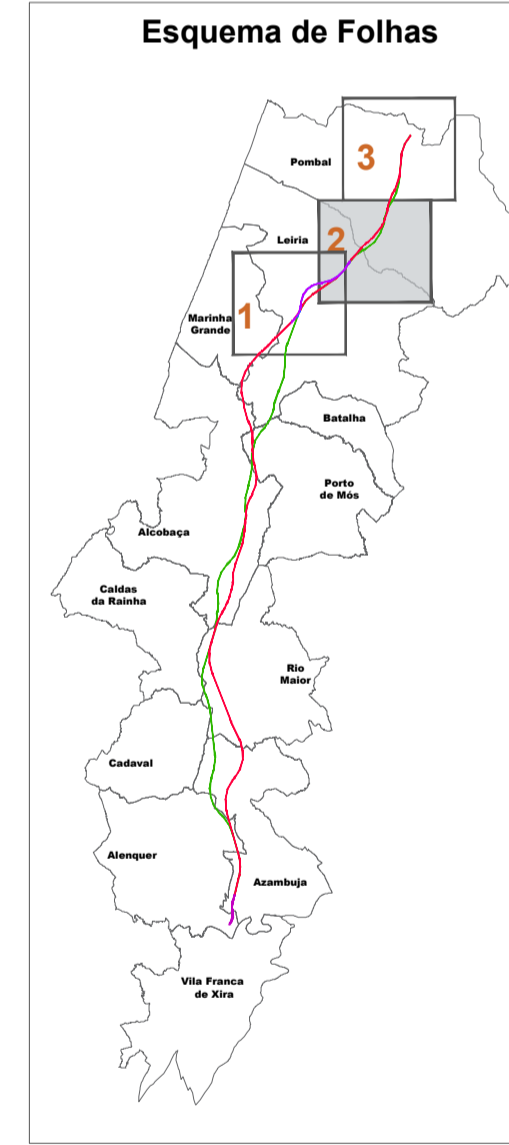 Esquema de Folhas
3
Pombal
2
Leiria
1
Marinha
Grande
Batalha
Porto
de Mós
Alcobaça
Caldas
da Rainha
Rio
Maior
Cadaval
Alenquer
Azambuja
Vila Franca
de Xira